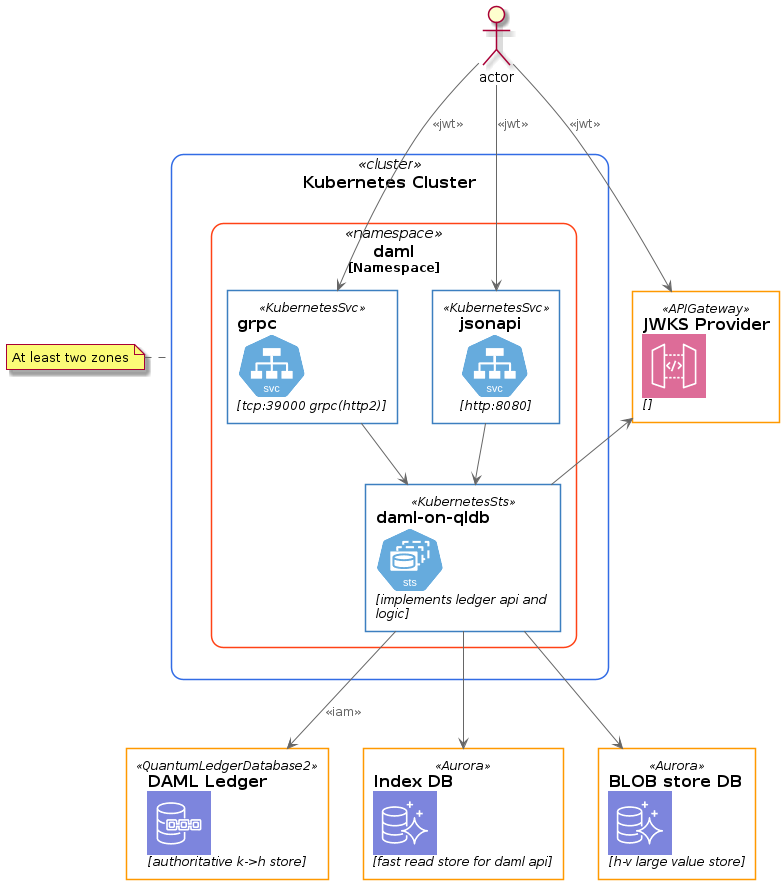 actor
«jwt»
«jwt»
«jwt»
«cluster»
Kubernetes Cluster
«namespace»
daml
[Namespace]
«KubernetesSvc»
grpc
svc
[tcp:39000 grpc(http2)]
«KubernetesSvc»
jsonapi
svc
[http:8080]
«APIGateway»
JWKS Provider
</>
[]
At least two zones
«KubernetesSts»
daml-on-qldb
sts
[implements ledger api and
logic]
«iam»
«QuantumLedgerDatabase2»
DAML Ledger
[authoritative k->h store]
«Aurora»
Index DB
[fast read store for daml api]
«Aurora»
BLOB store DB
[h-v large value store]